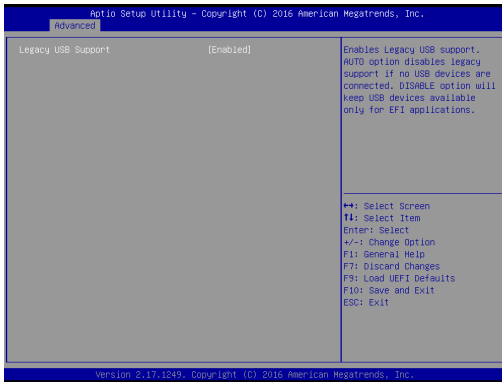 Aptio Setup Utility – Copyright (C) 2016 American Megatrends, Inc.
Advanced
Legacy USB Support [Enabled]
Enables Legacy USB support.
AUTO option disables legacy
support if no USB devices are
connected. DISABLE option will
keep USB devices available
only for EFI applications.
↔: Select Screen
↑↓: Select Item
Enter: Select
+/-: Change Option
F1: General Help
F7: Discard Changes
F9: Load UEFI Defaults
F10: Save and Exit
ESC: Exit
Version 2.17.1249. Copyright (C) 2016 American Megatrends, Inc.